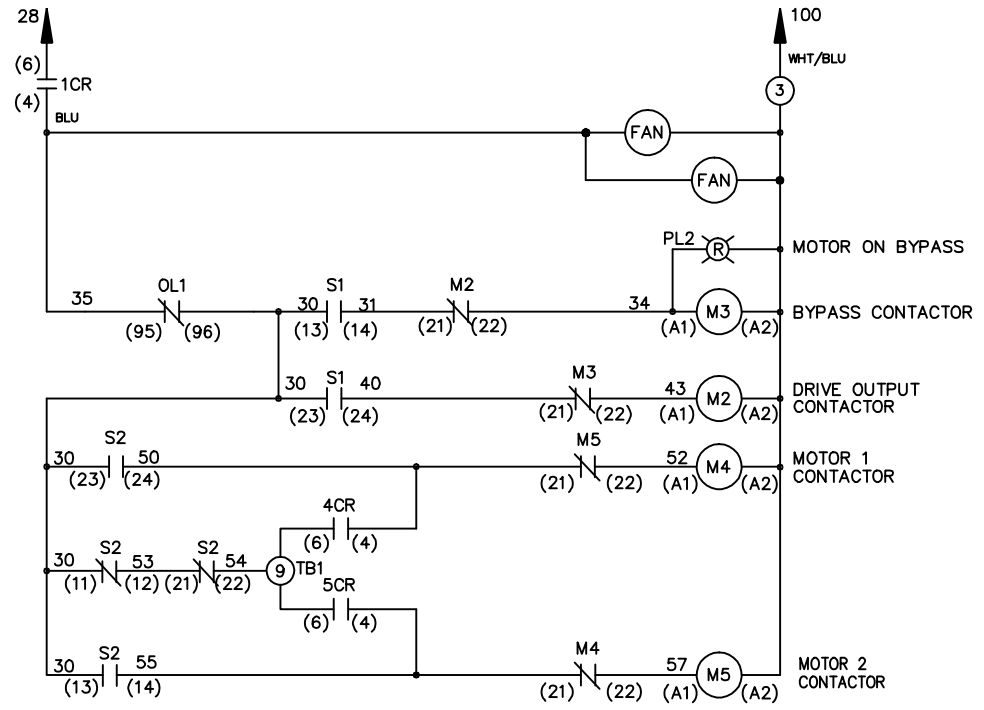 28
100
(6)
WHT/BLU
1CR
3
(4)
BLU
FAN
FAN
PL2
R
MOTOR ON BYPASS
35
OL1
(95)
(96)
30
S1
31
(13)
(14)
M2
(21)
(22)
34
M3
(A1)
(A2)
BYPASS CONTACTOR
30
S1
40
(23)
(24)
M3
(21)
(22)
43
M2
(A1)
(A2)
DRIVE OUTPUT
CONTACTOR
30
S2
50
(23)
(24)
M5
(21)
(22)
52
M4
(A1)
(A2)
MOTOR 1
CONTACTOR
4CR
(6)
(4)
30
S2
53
S2
54
(11)
(12)
(21)
(22)
9
TB1
5CR
(6)
(4)
30
S2
55
(13)
(14)
M4
(21)
(22)
57
M5
(A1)
(A2)
MOTOR 2
CONTACTOR